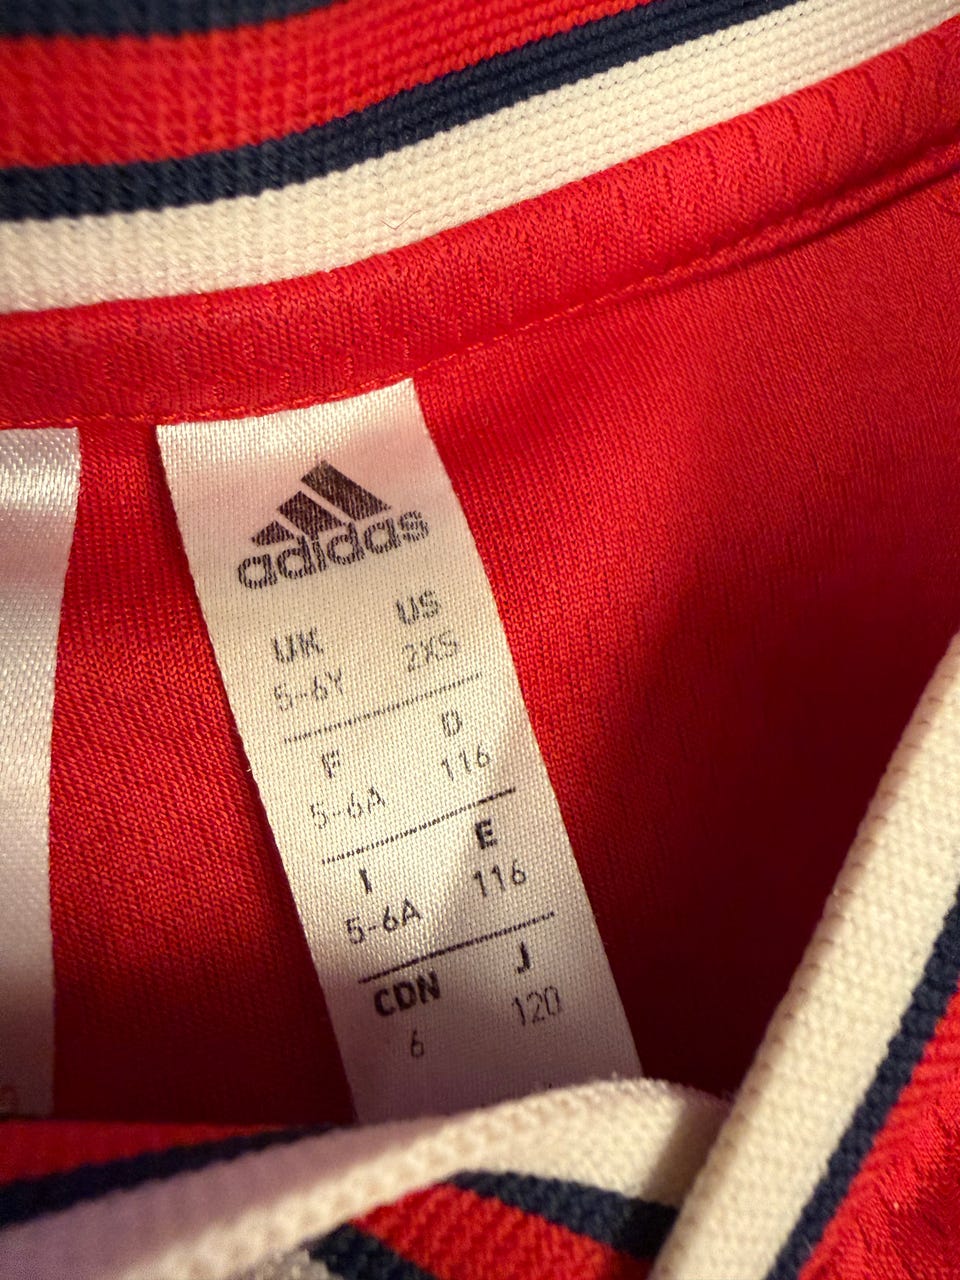 adidas
UK US
5-6Y 2XS
F D
5-6A 116
I E
5-6A 116
CDN J
6 120